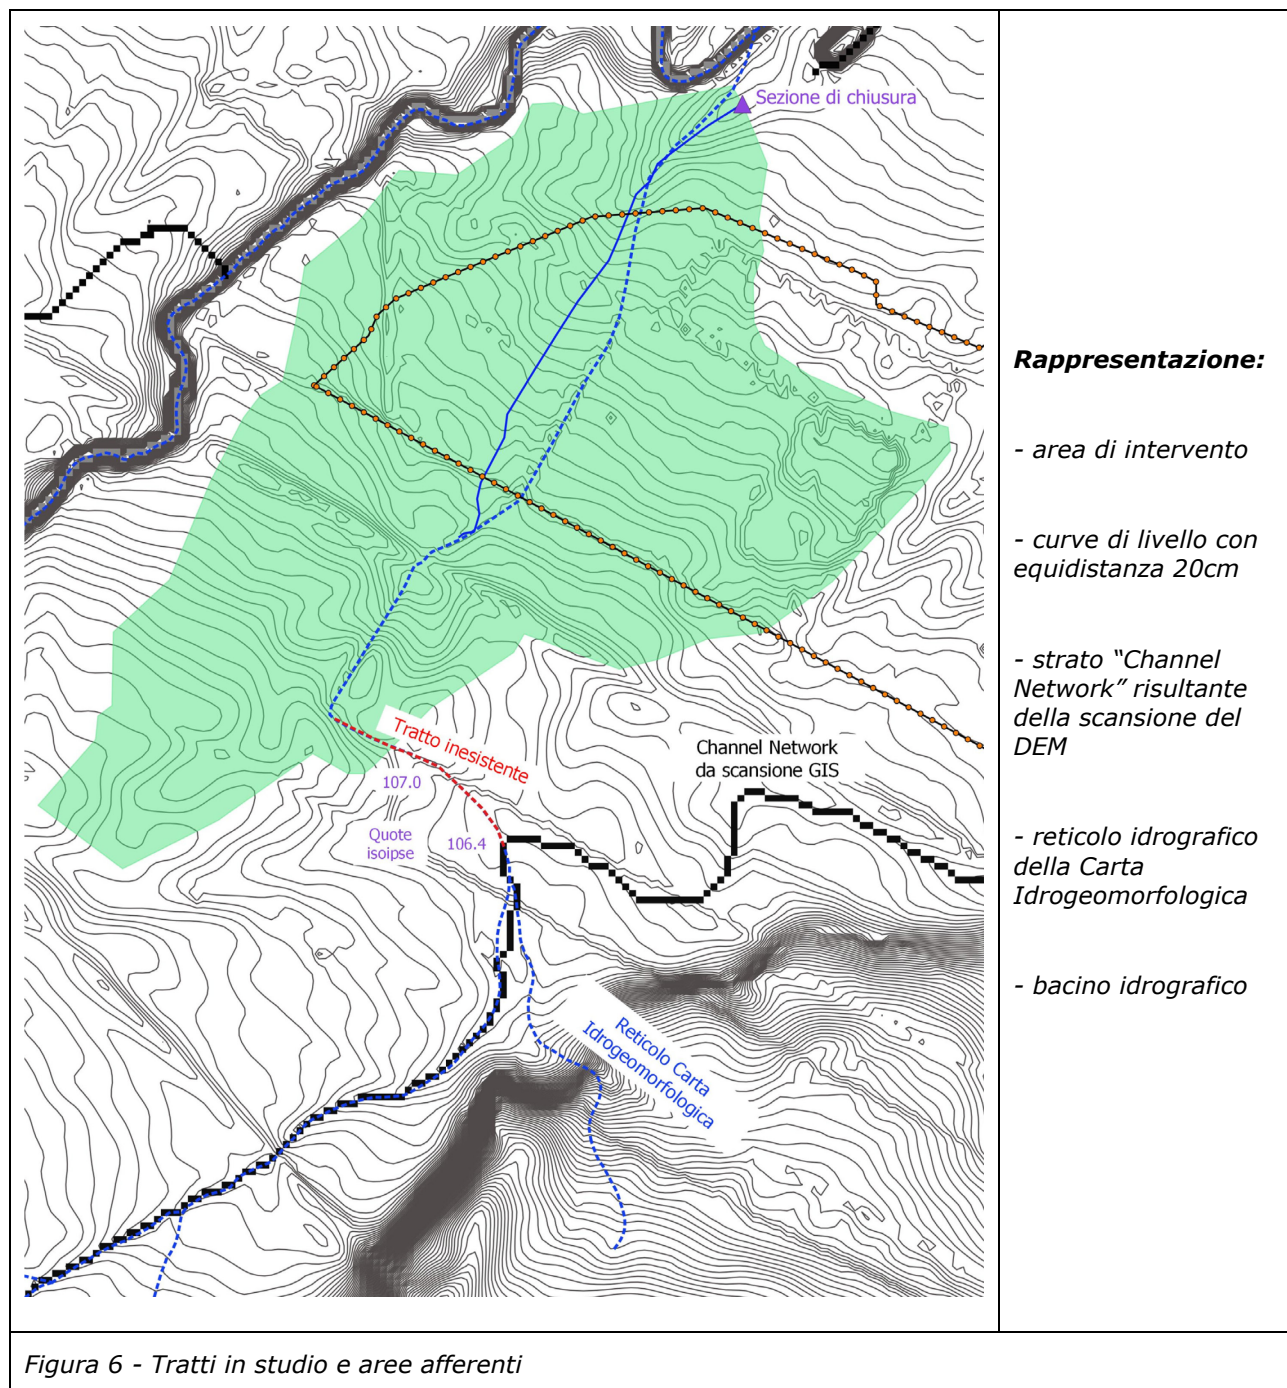 Sezione di chiusura
Tratto inesistente
107.0
Quote
isoipse
106.4
Channel Network
da scansione GIS
Reticolo Carta
Idrogeomorfologica
Rappresentazione:
- area di intervento
- curve di livello con
equidistanza 20cm
- strato “Channel
Network” risultante
della scansione del
DEM
- reticolo idrografico
della Carta
Idrogeomorfologica
- bacino idrografico
Figura 6 - Tratti in studio e aree afferenti